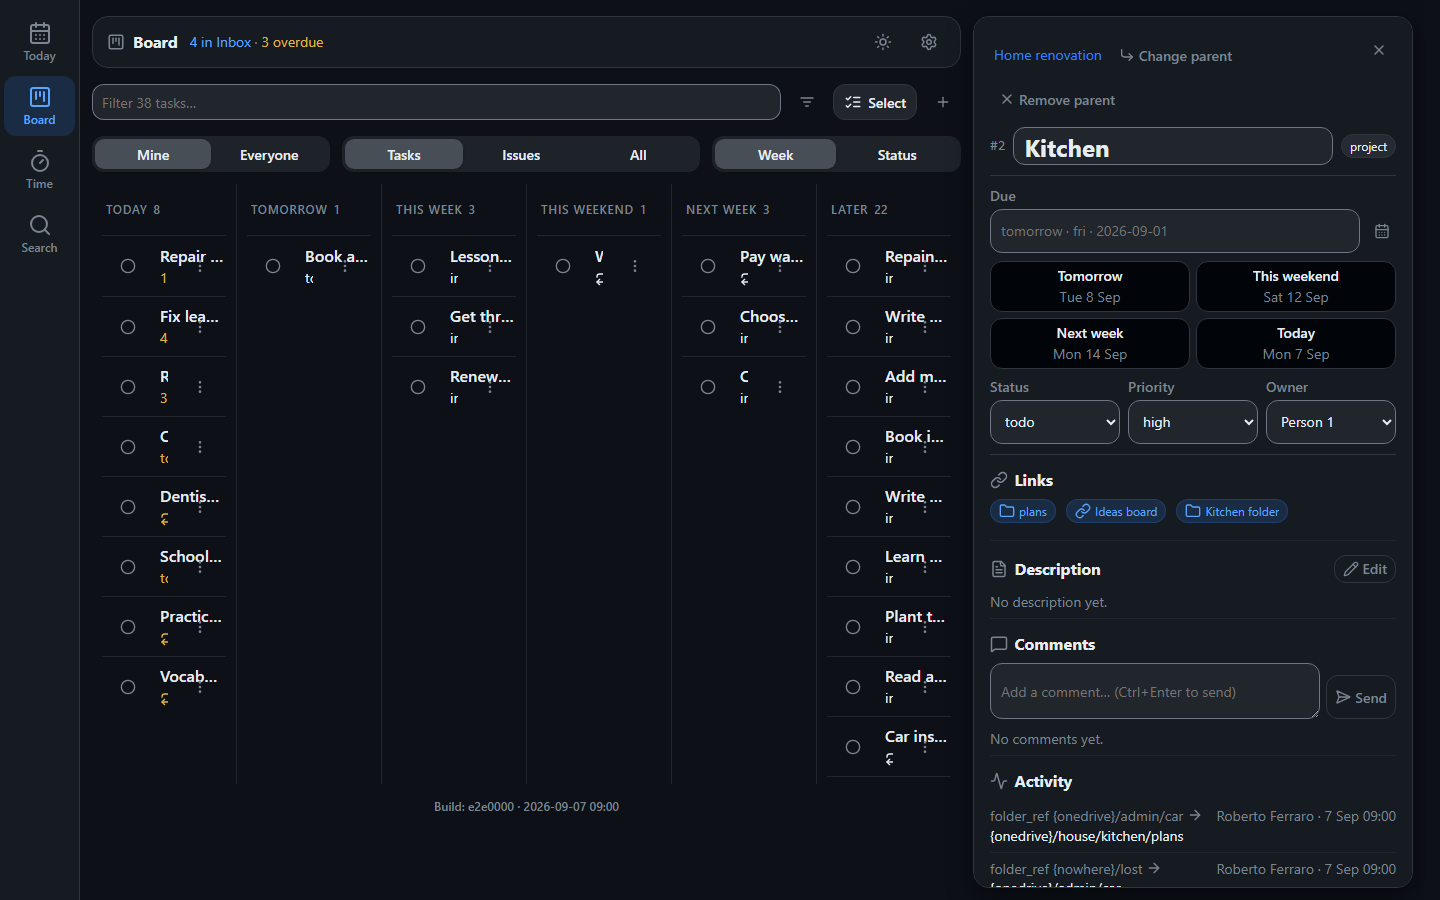 Today
Board
Time
Search
Board 4 in Inbox · 3 overdue
Filter 38 tasks...
Select
Mine Everyone
Tasks Issues All
Week Status
TODAY 8
Repair ...
1
Fix lea...
4
R
3
C
Dentis...
School...
Practic...
Vocab...
TOMORROW 1
Book a...
THIS WEEK 3
Lesson...
Get thr...
Renew...
THIS WEEKEND 1
NEXT WEEK 3
Pay wa...
Choos...
C
LATER 22
Repain...
Write ...
Add m...
Book i...
Write ...
Learn ...
Plant t...
Read a...
Car ins...
Build: e2e0000 · 2026-09-07 09:00
Home renovation Change parent
Remove parent
#2 Kitchen project
Due
tomorrow · fri · 2026-09-01
Tomorrow
Tue 8 Sep
This weekend
Sat 12 Sep
Next week
Mon 14 Sep
Today
Mon 7 Sep
Status Priority Owner
todo high Person 1
Links
plans Ideas board Kitchen folder
Description Edit
No description yet.
Comments
Add a comment... (Ctrl+Enter to send) Send
No comments yet.
Activity
folder_ref {onedrive}/admin/car → Roberto Ferraro · 7 Sep 09:00
{onedrive}/house/kitchen/plans
folder_ref {nowhere}/lost → Roberto Ferraro · 7 Sep 09:00